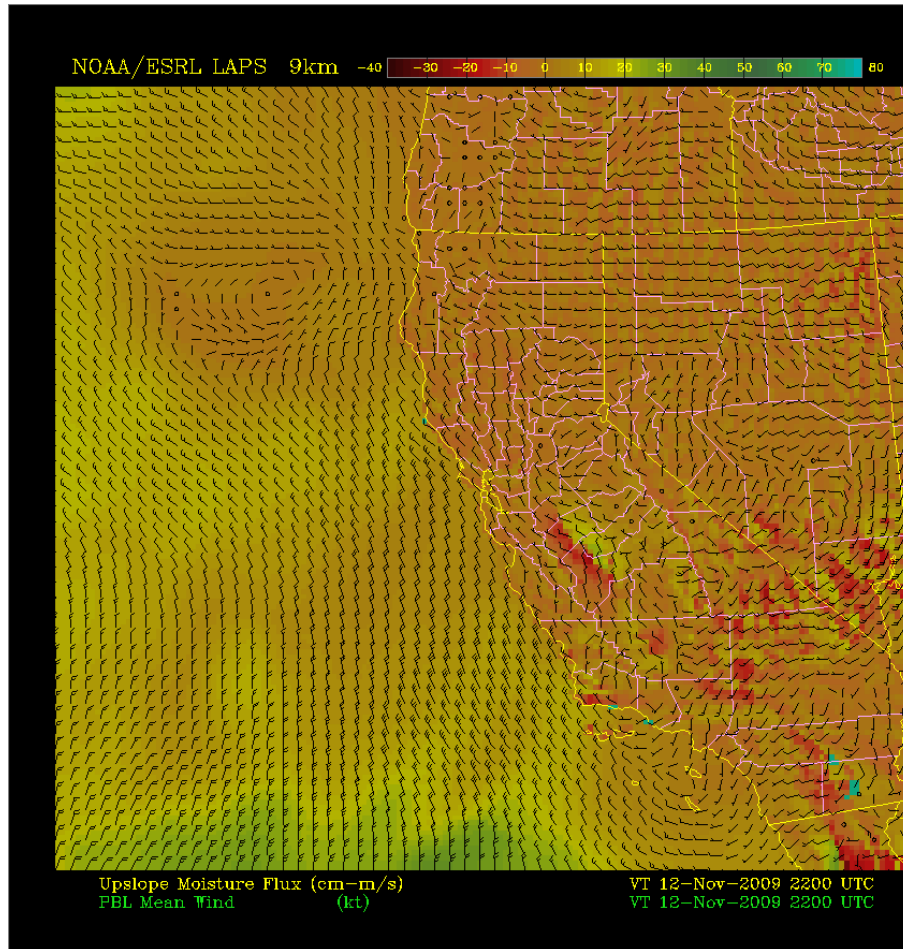 NOAA/ESRL LAPS 9km -40 -30 -20 -10 0 10 20 30 40 50 60 70 80
Upslope Moisture Flux (cm-m/s) VT 12-Nov-2009 2200 UTC
PBL Mean Wind (kt) VT 12-Nov-2009 2200 UTC